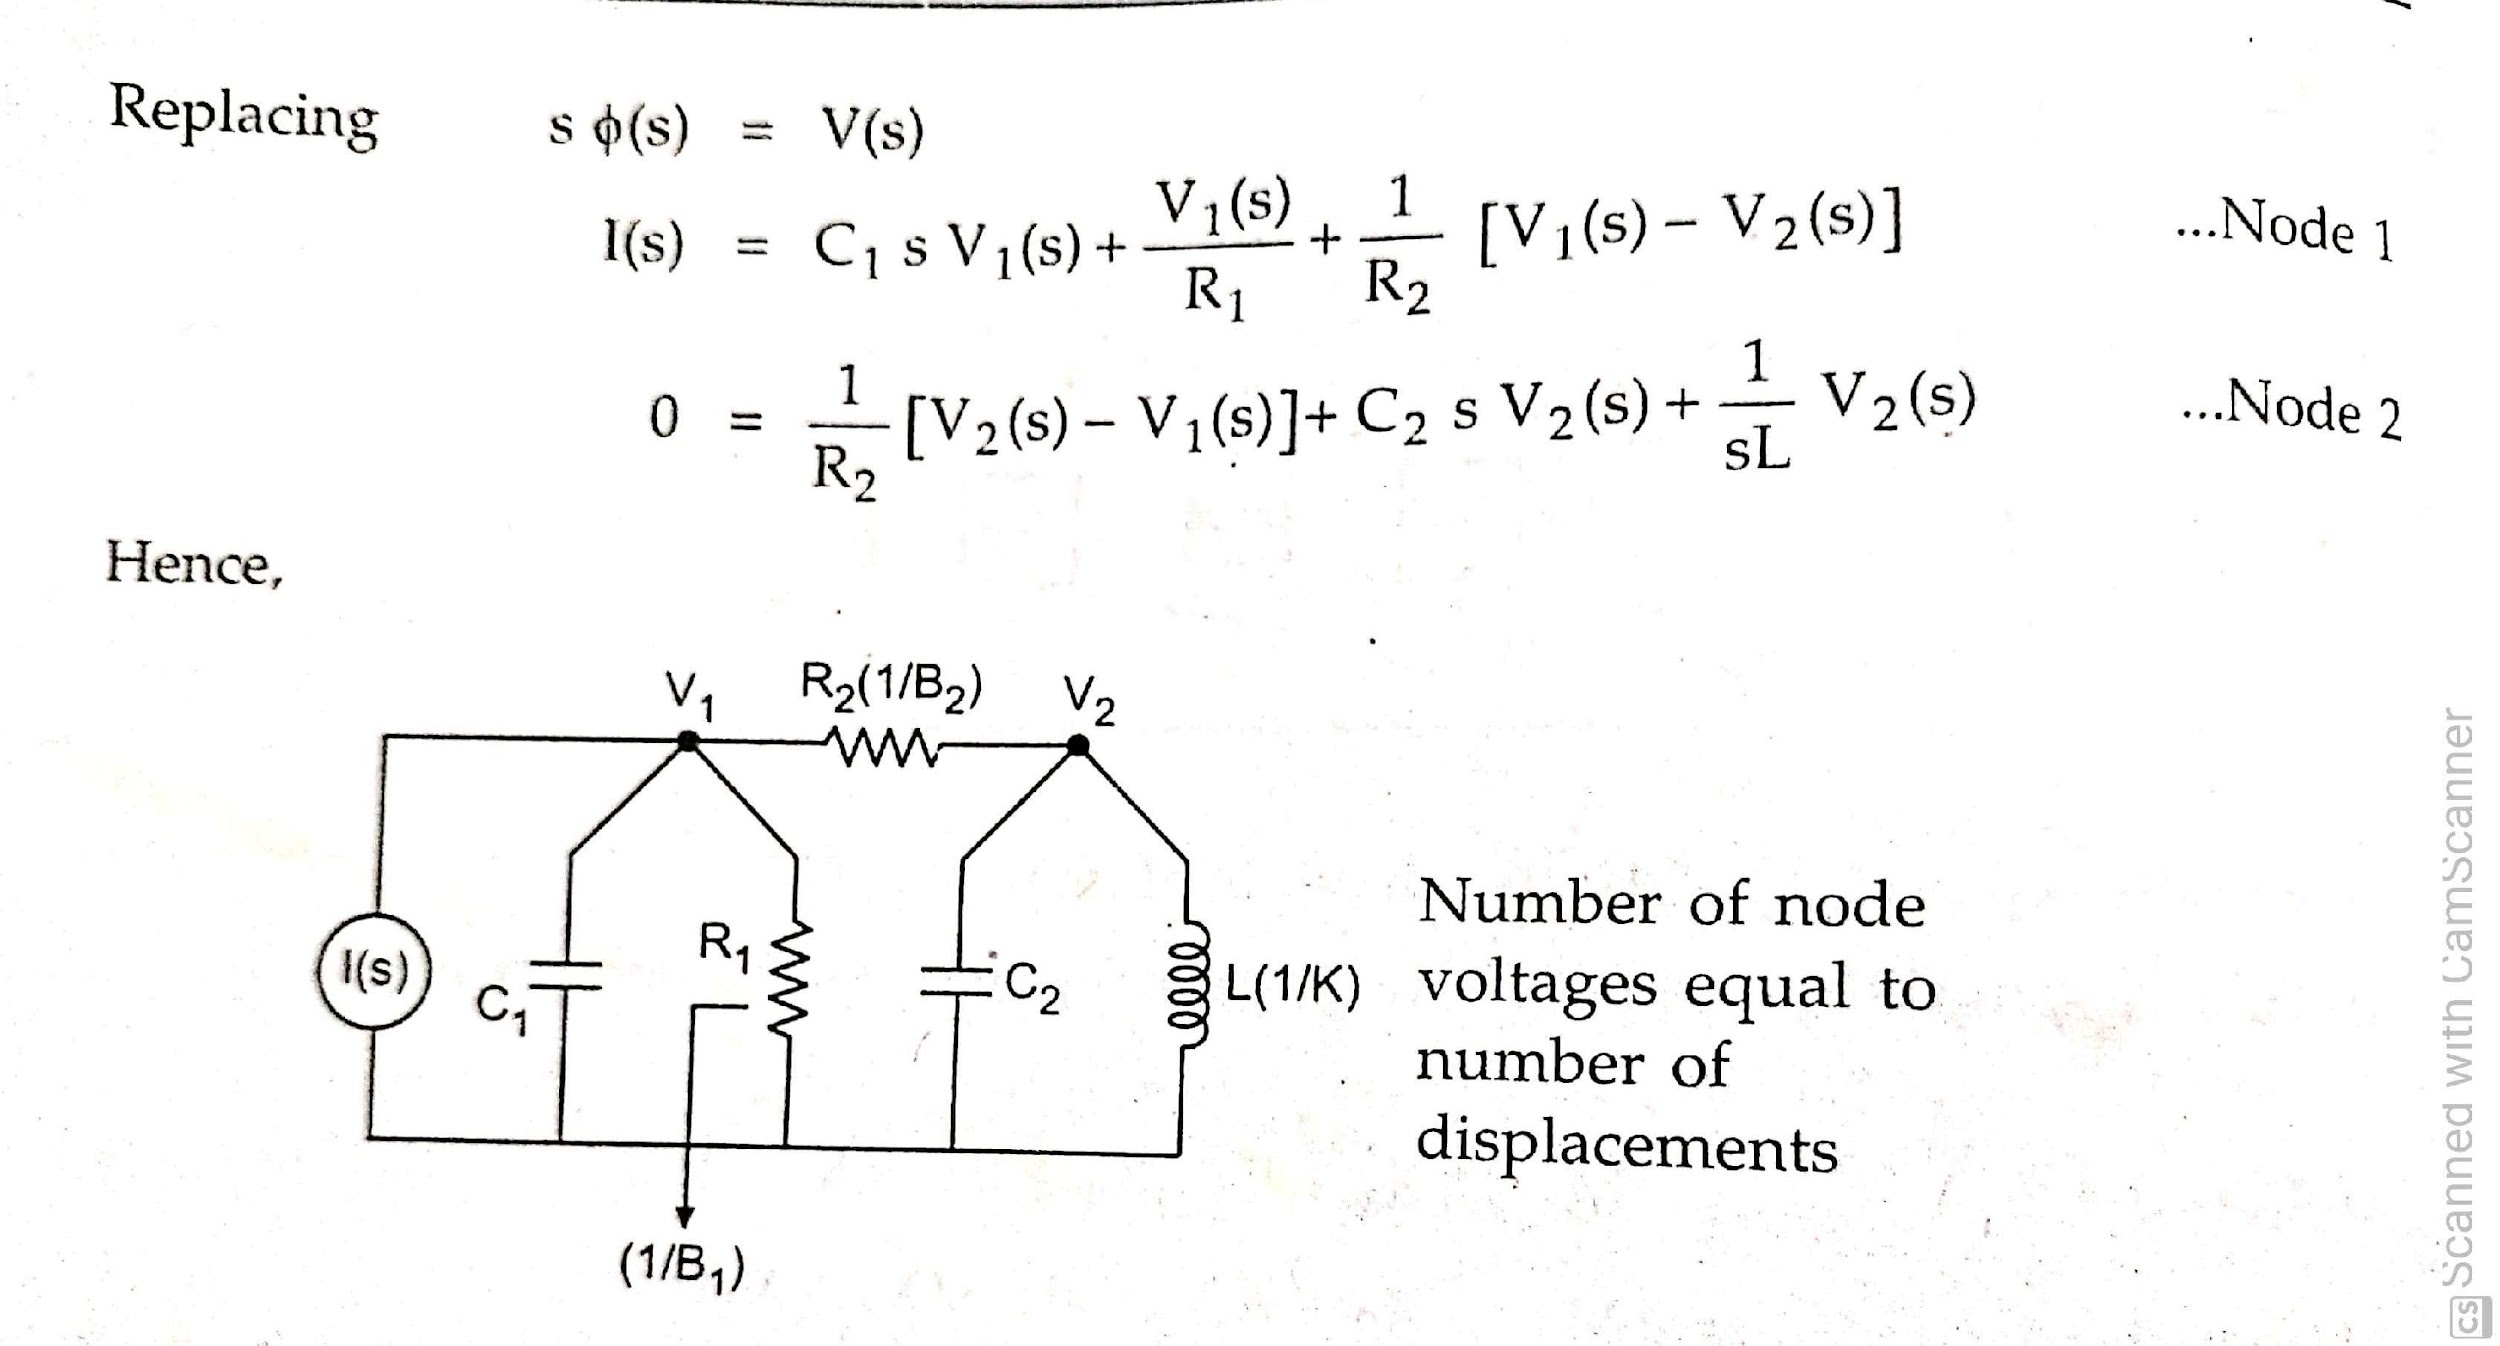 Replacing s ϕ(s) = V(s)
I(s) = C₁ s V₁(s) + V₁(s)/R₁ + 1/R₂ [V₁(s) – V₂(s)] ...Node 1
0 = 1/R₂ [V₂(s) – V₁(s)] + C₂ s V₂(s) + 1/sL V₂(s) ...Node 2
Hence,
V₁
R₂(1/B₂)
V₂
I(s)
C₁
R₁
C₂
L(1/K)
(1/B₁)
Number of node
voltages equal to
number of
displacements
CS Scanned with CamScanner